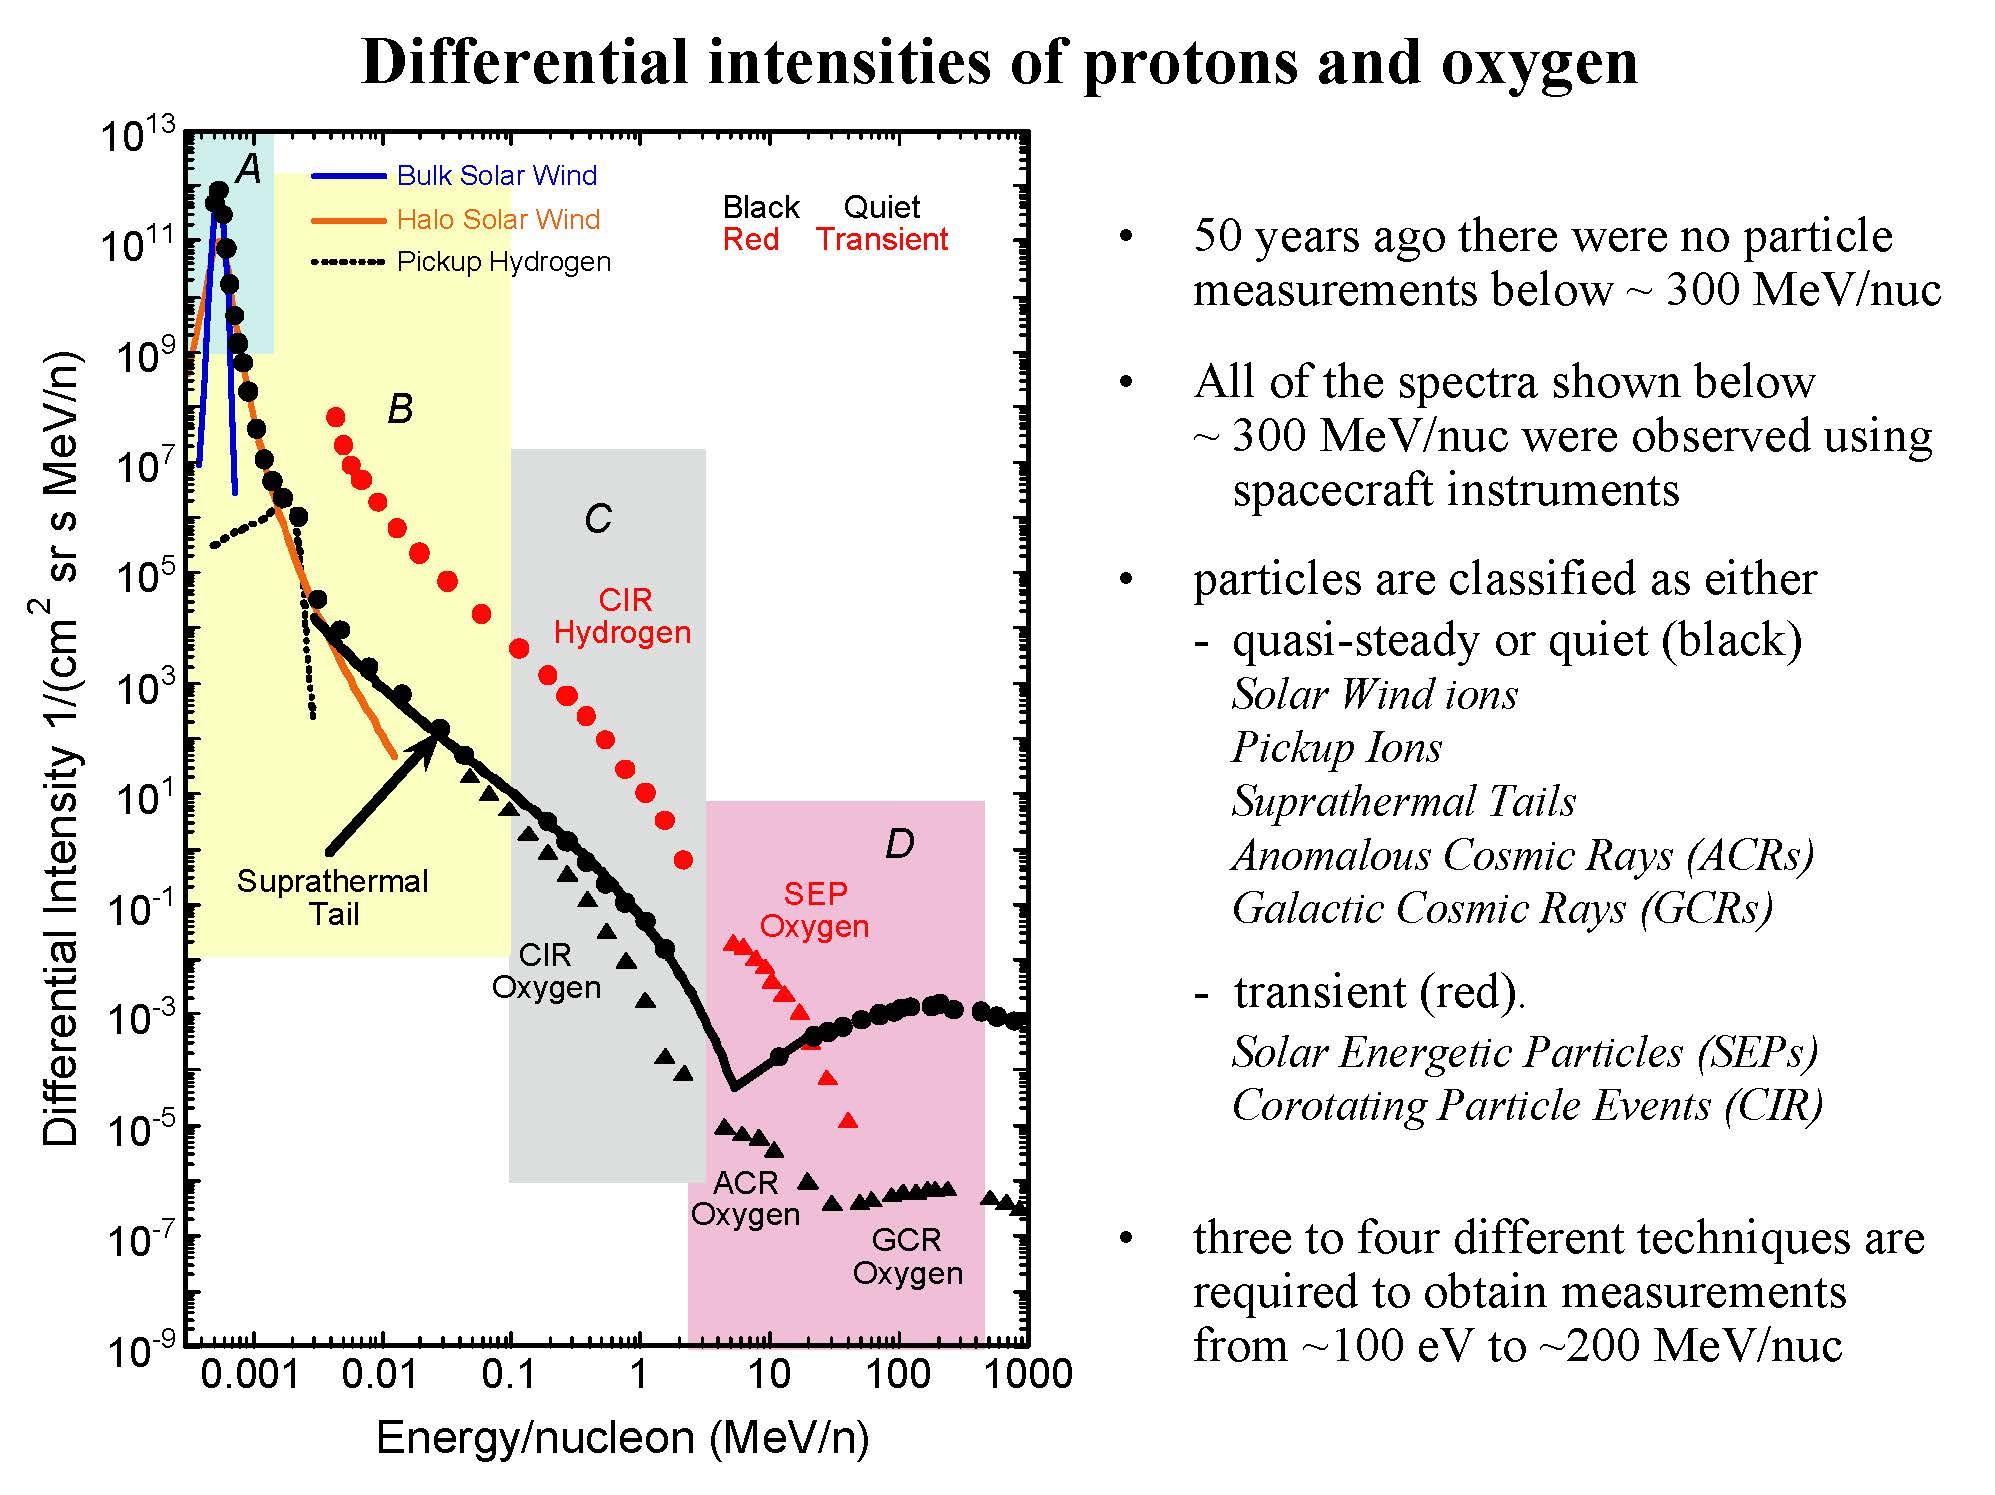 Differential intensities of protons and oxygen
10^13
10^11
10^9
10^7
10^5
10^3
10^1
10^-1
10^-3
10^-5
10^-7
10^-9
Differential Intensity 1/(cm^2 sr s MeV/n)
0.001 0.01 0.1 1 10 100 1000
Energy/nucleon (MeV/n)
A
Bulk Solar Wind
Halo Solar Wind
Pickup Hydrogen
Black Quiet
Red Transient
B
C
CIR
Hydrogen
D
Suprathermal
Tail
SEP
Oxygen
CIR
Oxygen
ACR
Oxygen
GCR
Oxygen
• 50 years ago there were no particle
measurements below ~ 300 MeV/nuc
• All of the spectra shown below
~ 300 MeV/nuc were observed using
spacecraft instruments
• particles are classified as either
- quasi-steady or quiet (black)
Solar Wind ions
Pickup Ions
Suprathermal Tails
Anomalous Cosmic Rays (ACRs)
Galactic Cosmic Rays (GCRs)
- transient (red).
Solar Energetic Particles (SEPs)
Corotating Particle Events (CIR)
• three to four different techniques are
required to obtain measurements
from ~100 eV to ~200 MeV/nuc